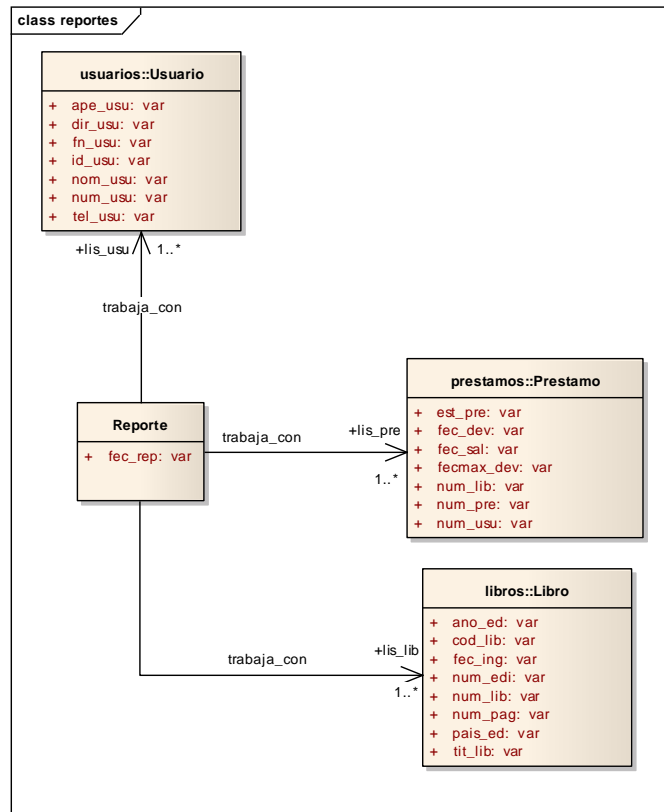 class reportes
usuarios::Usuario
+ ape_usu: var
+ dir_usu: var
+ fn_usu: var
+ id_usu: var
+ nom_usu: var
+ num_usu: var
+ tel_usu: var
+lis_usu 1..*
trabaja_con
Reporte
+ fec_rep: var
trabaja_con
+lis_pre
1..*
prestamos::Prestamo
+ est_pre: var
+ fec_dev: var
+ fec_sal: var
+ fecmax_dev: var
+ num_lib: var
+ num_pre: var
+ num_usu: var
trabaja_con
+lis_lib
1..*
libros::Libro
+ ano_ed: var
+ cod_lib: var
+ fec_ing: var
+ num_edi: var
+ num_lib: var
+ num_pag: var
+ pais_ed: var
+ tit_lib: var